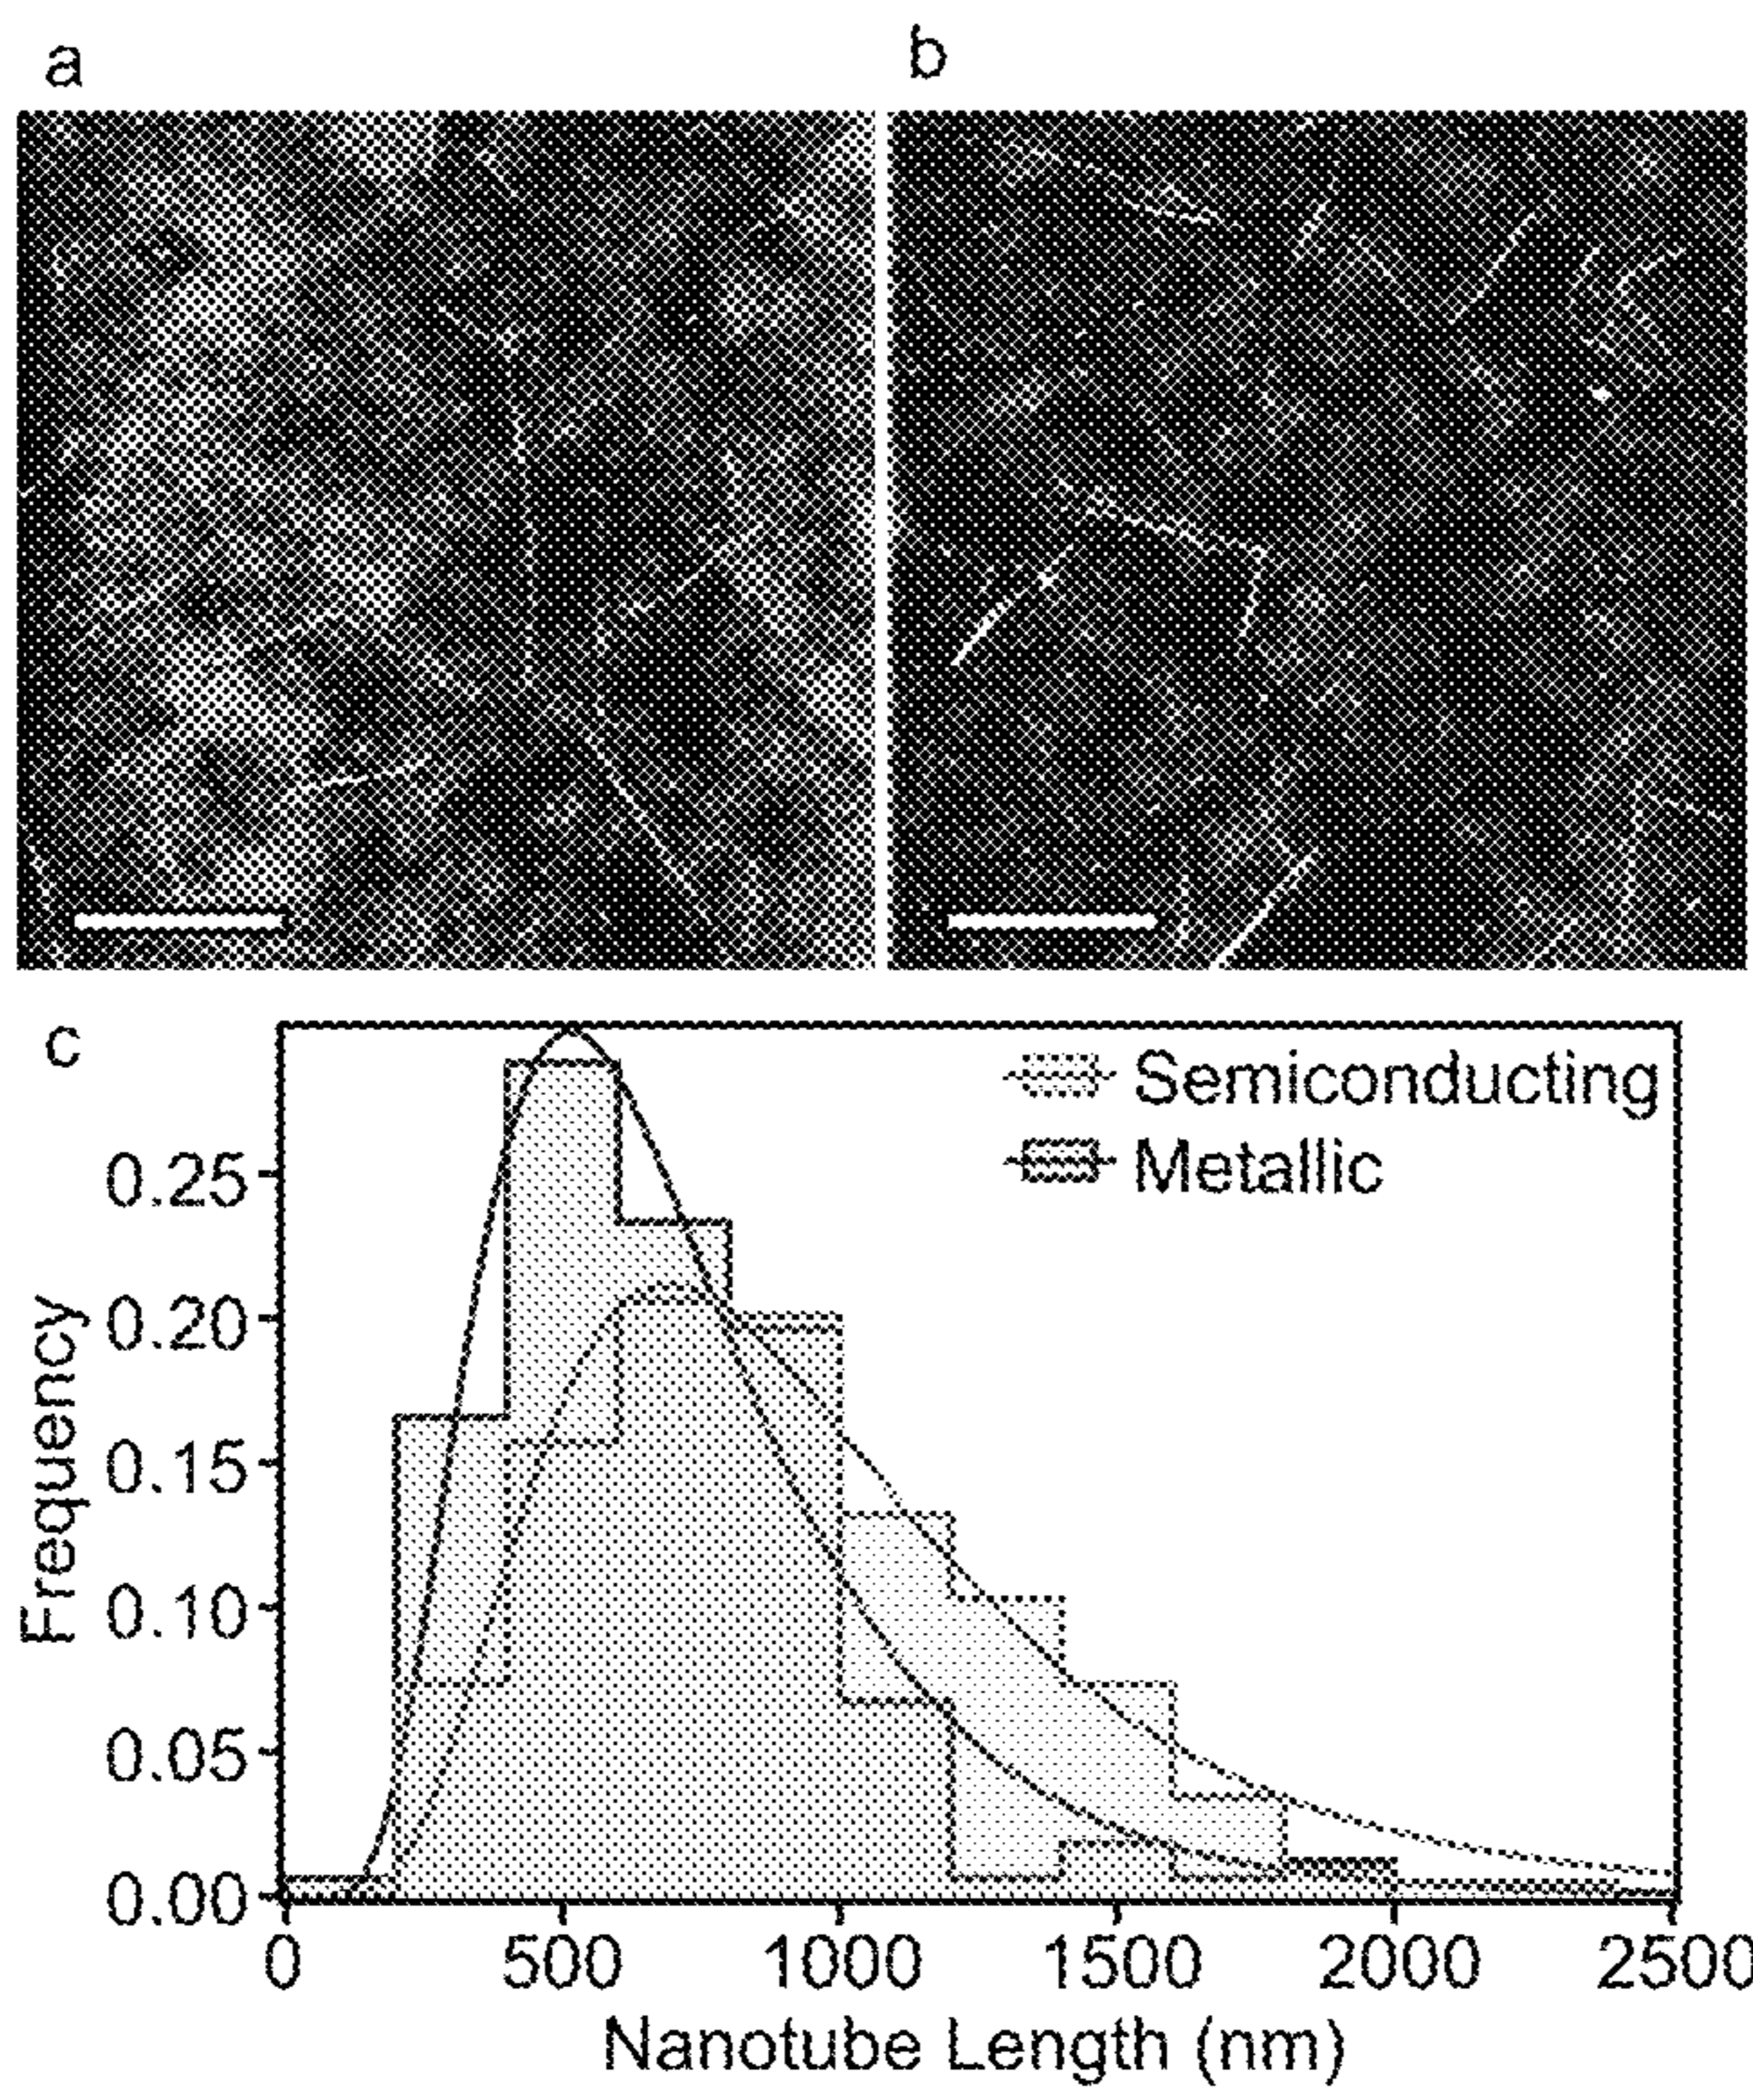 a
b
c
Semiconducting
Metallic
Frequency
0.25
0.20
0.15
0.10
0.05
0.00
0 500 1000 1500 2000 2500
Nanotube Length (nm)